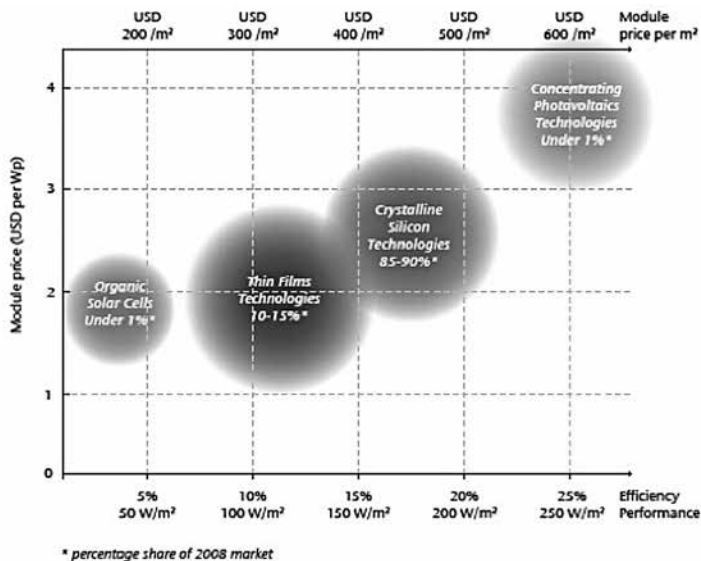 USD 200 /m² USD 300 /m² USD 400 /m² USD 500 /m² USD 600 /m² Module price per m²
Module price (USD per Wp)
4
3
2
1
0
Concentrating
Photovoltaics
Technologies
Under 1%*
Crystalline
Silicon
Technologies
85-90%*
Organic
Solar Cells
Under 1%*
Thin Films
Technologies
10-15%*
5% 10% 15% 20% 25% Efficiency
50 W/m² 100 W/m² 150 W/m² 200 W/m² 250 W/m² Performance
* percentage share of 2008 market